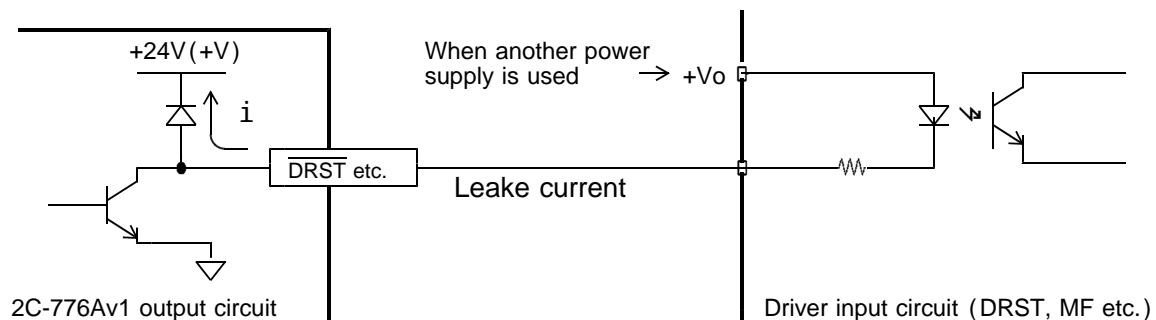 +24V(+V)
i
DRST etc.
When another power
supply is used
+Vo
Leake current
2C-776Av1 output circuit
Driver input circuit (DRST, MF etc.)